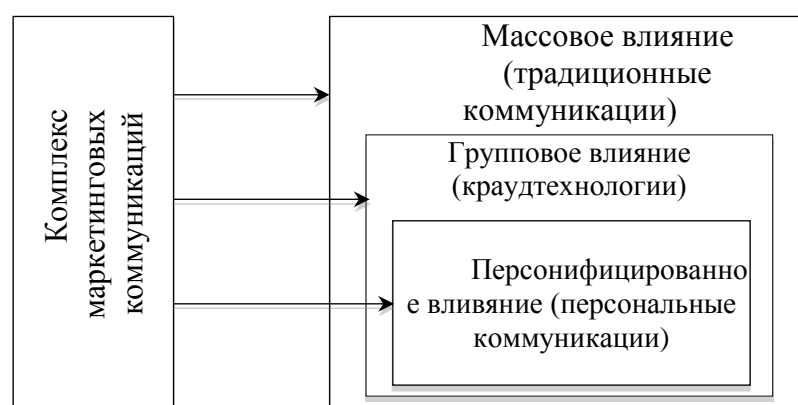 Комплекс
маркетинговых
коммуникаций
Массовое влияние
(традиционные
коммуникации)
Групповое влияние
(краудтехнологии)
Персонифицированно
е вливяние (персональные
коммуникации)